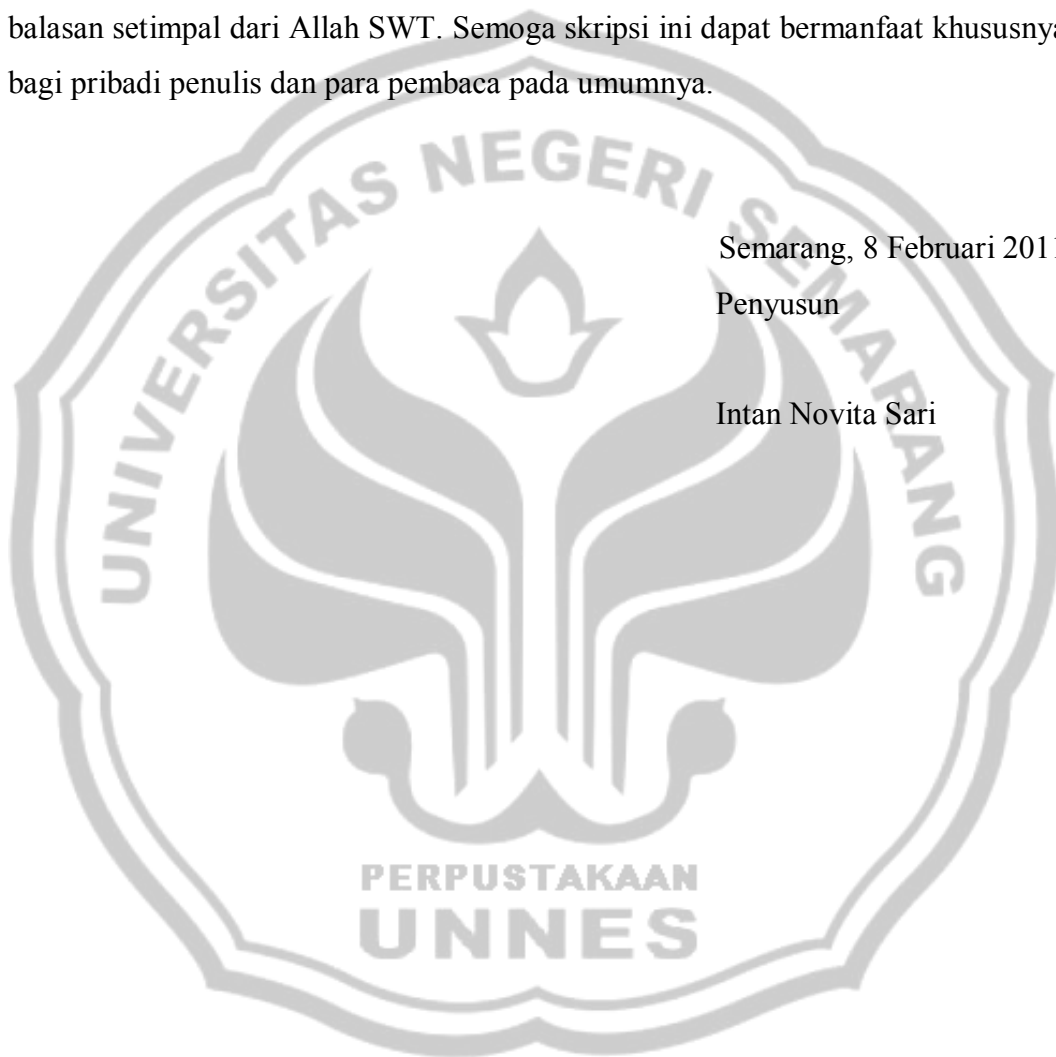 balasan setimpal dari Allah SWT. Semoga skripsi ini dapat bermanfaat khususnya
bagi pribadi penulis dan para pembaca pada umumnya.
UNIVERSITAS NEGERI SEMARANG
Semarang, 8 Februari 2011
Penyusun
Intan Novita Sari
PERPUSTAKAAN
UNNES